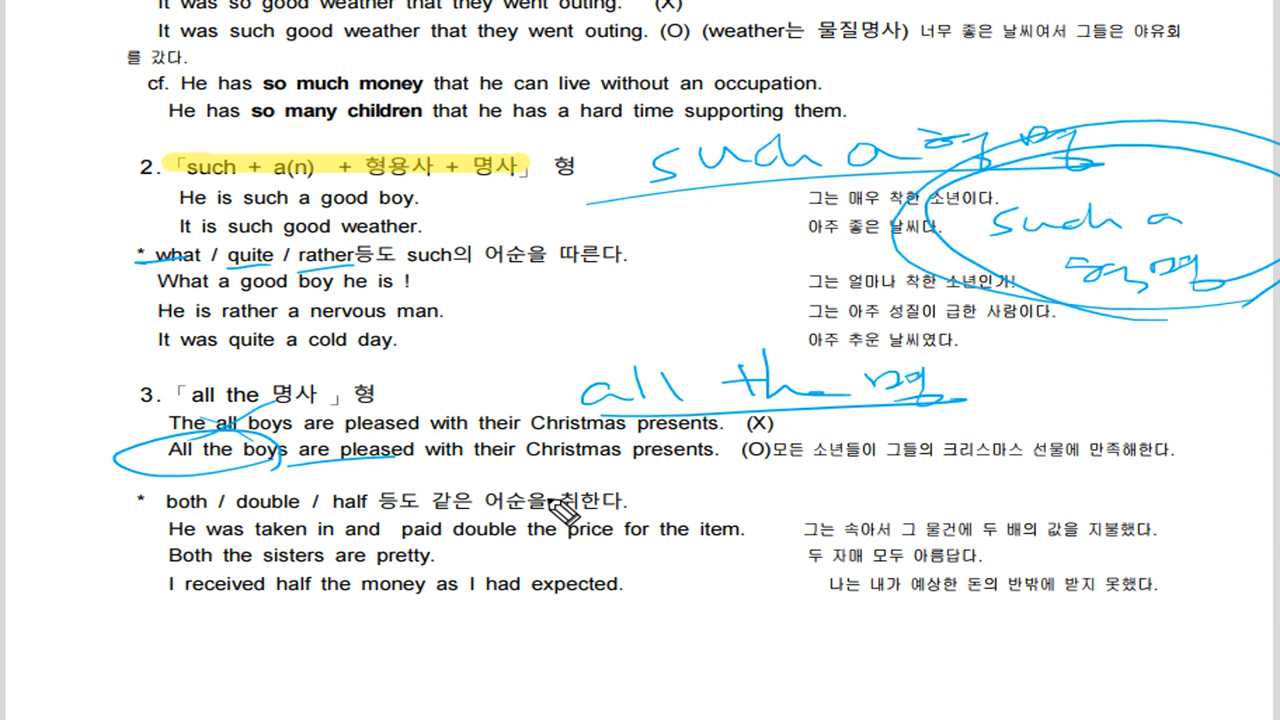 It was so good weather that they went outing. (X)
It was such good weather that they went outing. (O) (weather는 물질명사) 너무 좋은 날씨여서 그들은 야유회
를 갔다.
cf. He has so much money that he can live without an occupation.
He has so many children that he has a hard time supporting them.
such a 형 명
2. 「such + a(n) + 형용사 + 명사」 형
He is such a good boy. 그는 매우 착한 소년이다.
It is such good weather. 아주 좋은 날씨다.
such a
형 명
* what / quite / rather등도 such의 어순을 따른다.
What a good boy he is ! 그는 얼마나 착한 소년인가!
He is rather a nervous man. 그는 아주 성질이 급한 사람이다.
It was quite a cold day. 아주 추운 날씨였다.
3. 「all the 명사 」형
all the 명
The all boys are pleased with their Christmas presents. (X)
All the boys are pleased with their Christmas presents. (O)모든 소년들이 그들의 크리스마스 선물에 만족해한다.
* both / double / half 등도 같은 어순을 취한다.
He was taken in and paid double the price for the item. 그는 속아서 그 물건에 두 배의 값을 지불했다.
Both the sisters are pretty. 두 자매 모두 아름답다.
I received half the money as I had expected. 나는 내가 예상한 돈의 반밖에 받지 못했다.